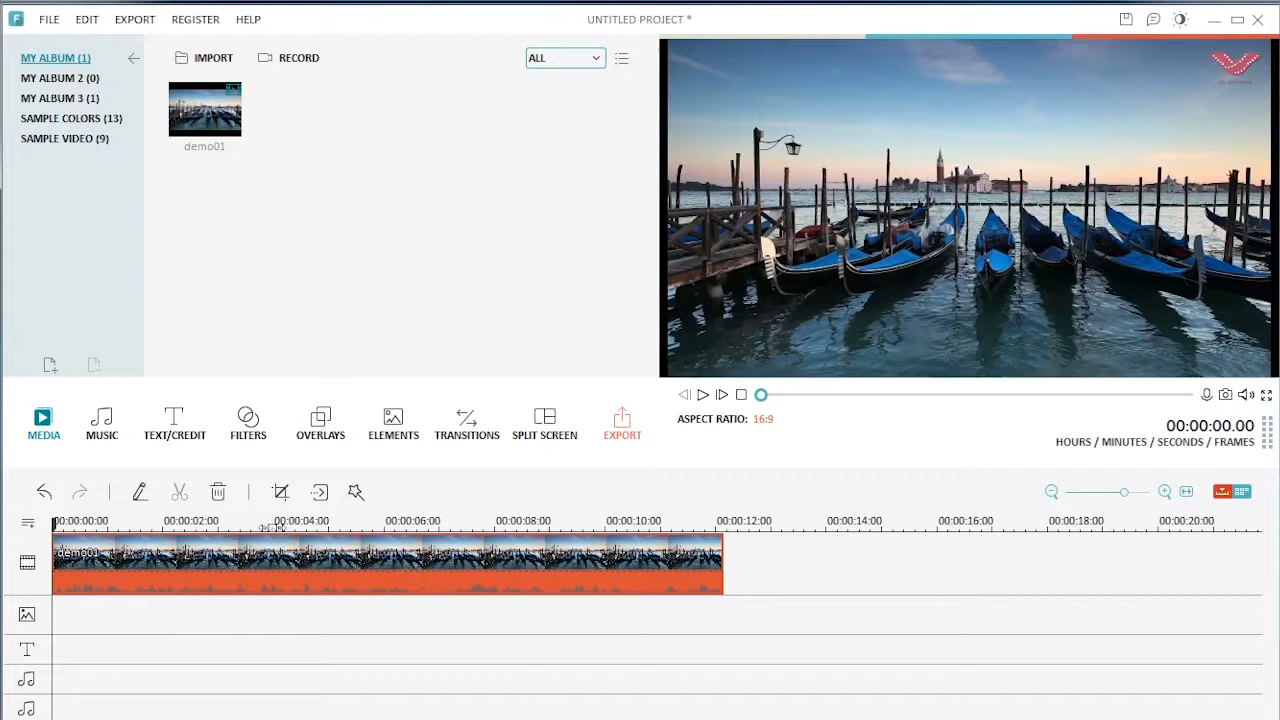 FILE EDIT EXPORT REGISTER HELP UNTITLED PROJECT *
MY ALBUM (1)
MY ALBUM 2 (0)
MY ALBUM 3 (1)
SAMPLE COLORS (13)
SAMPLE VIDEO (9)
IMPORT RECORD ALL
demo01
MEDIA MUSIC TEXT/CREDIT FILTERS OVERLAYS ELEMENTS TRANSITIONS SPLIT SCREEN EXPORT
ASPECT RATIO: 16:9
00:00:00.00
HOURS / MINUTES / SECONDS / FRAMES
00:00:00:00 00:00:02:00 00:00:04:00 00:00:06:00 00:00:08:00 00:00:10:00 00:00:12:00 00:00:14:00 00:00:16:00 00:00:18:00 00:00:20:00
demo01